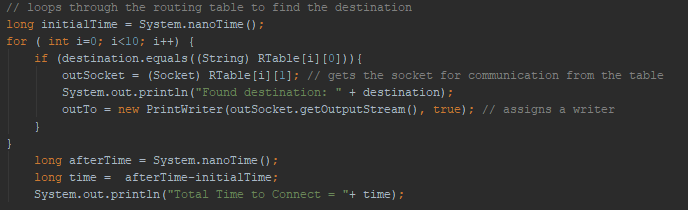 // loops through the routing table to find the destination
long initialTime = System.nanoTime();
for ( int i=0; i<10; i++) {
if (destination.equals((String) RTable[i][0])){
outSocket = (Socket) RTable[i][1]; // gets the socket for communication from the table
System.out.println("Found destination: " + destination);
outTo = new PrintWriter(outSocket.getOutputStream(), true); // assigns a writer
}
}
long afterTime = System.nanoTime();
long time =  afterTime-initialTime;
System.out.println("Total Time to Connect = "+ time);